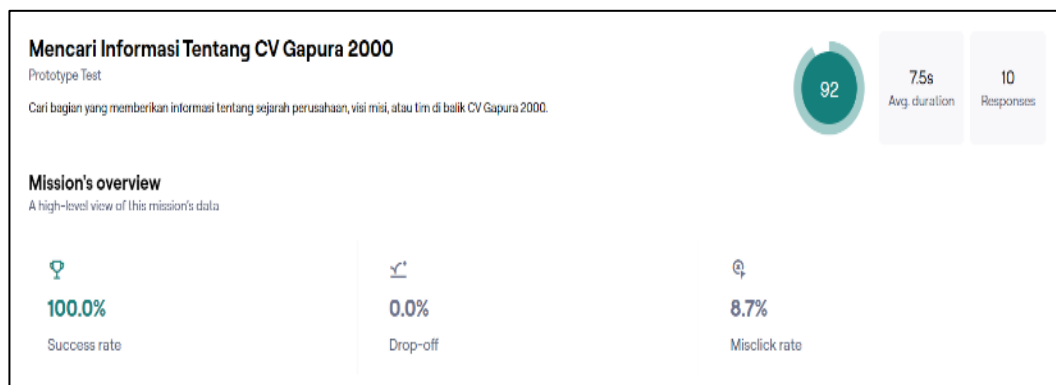 Mencari Informasi Tentang CV Gapura 2000
Prototype Test
Cari bagian yang memberikan informasi tentang sejarah perusahaan, visi misi, atau tim di balik CV Gapura 2000.
92
7.5s
Avg. duration
10
Responses
Mission's overview
A high-level view of this mission's data
100.0%
Success rate
0.0%
Drop-off
8.7%
Misclick rate